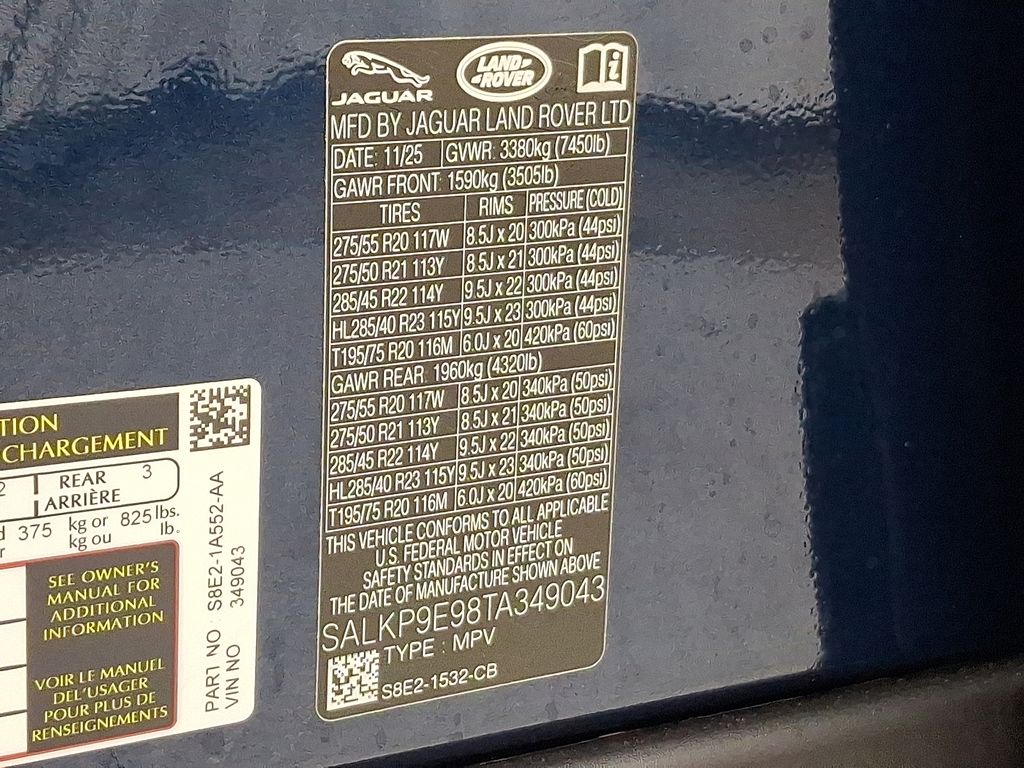 JAGUAR
LAND ROVER
i
MFD BY JAGUAR LAND ROVER LTD
DATE: 11/25 GVWR: 3380kg (7450lb)
GAWR FRONT: 1590kg (3505lb)
TIRES RIMS PRESSURE (COLD)
275/55 R20 117W 8.5J x 20 300kPa (44psi)
275/50 R21 113Y 8.5J x 21 300kPa (44psi)
285/45 R22 114Y 9.5J x 22 300kPa (44psi)
HL285/40 R23 115Y 9.5J x 23 300kPa (44psi)
T195/75 R20 116M 6.0J x 20 420kPa (60psi)
GAWR REAR: 1960kg (4320lb)
275/55 R20 117W 8.5J x 20 340kPa (50psi)
275/50 R21 113Y 8.5J x 21 340kPa (50psi)
285/45 R22 114Y 9.5J x 22 340kPa (50psi)
HL285/40 R23 115Y 9.5J x 23 340kPa (50psi)
T195/75 R20 116M 6.0J x 20 420kPa (60psi)
THIS VEHICLE CONFORMS TO ALL APPLICABLE
U.S. FEDERAL MOTOR VEHICLE
SAFETY STANDARDS IN EFFECT ON
THE DATE OF MANUFACTURE SHOWN ABOVE
SALKP9E98TA349043
TYPE : MPV
S8E2-1532-CB
TION
CHARGEMENT
2 REAR 3
ARRIÈRE
d 375 kg or 825 lbs.
r kg ou lb.
SEE OWNER'S
MANUAL FOR
ADDITIONAL
INFORMATION
VOIR LE MANUEL
DEL'USAGER
POUR PLUS DE
RENSEIGNEMENTS
PART NO : S8E2-1A552-AA
VIN NO 349043